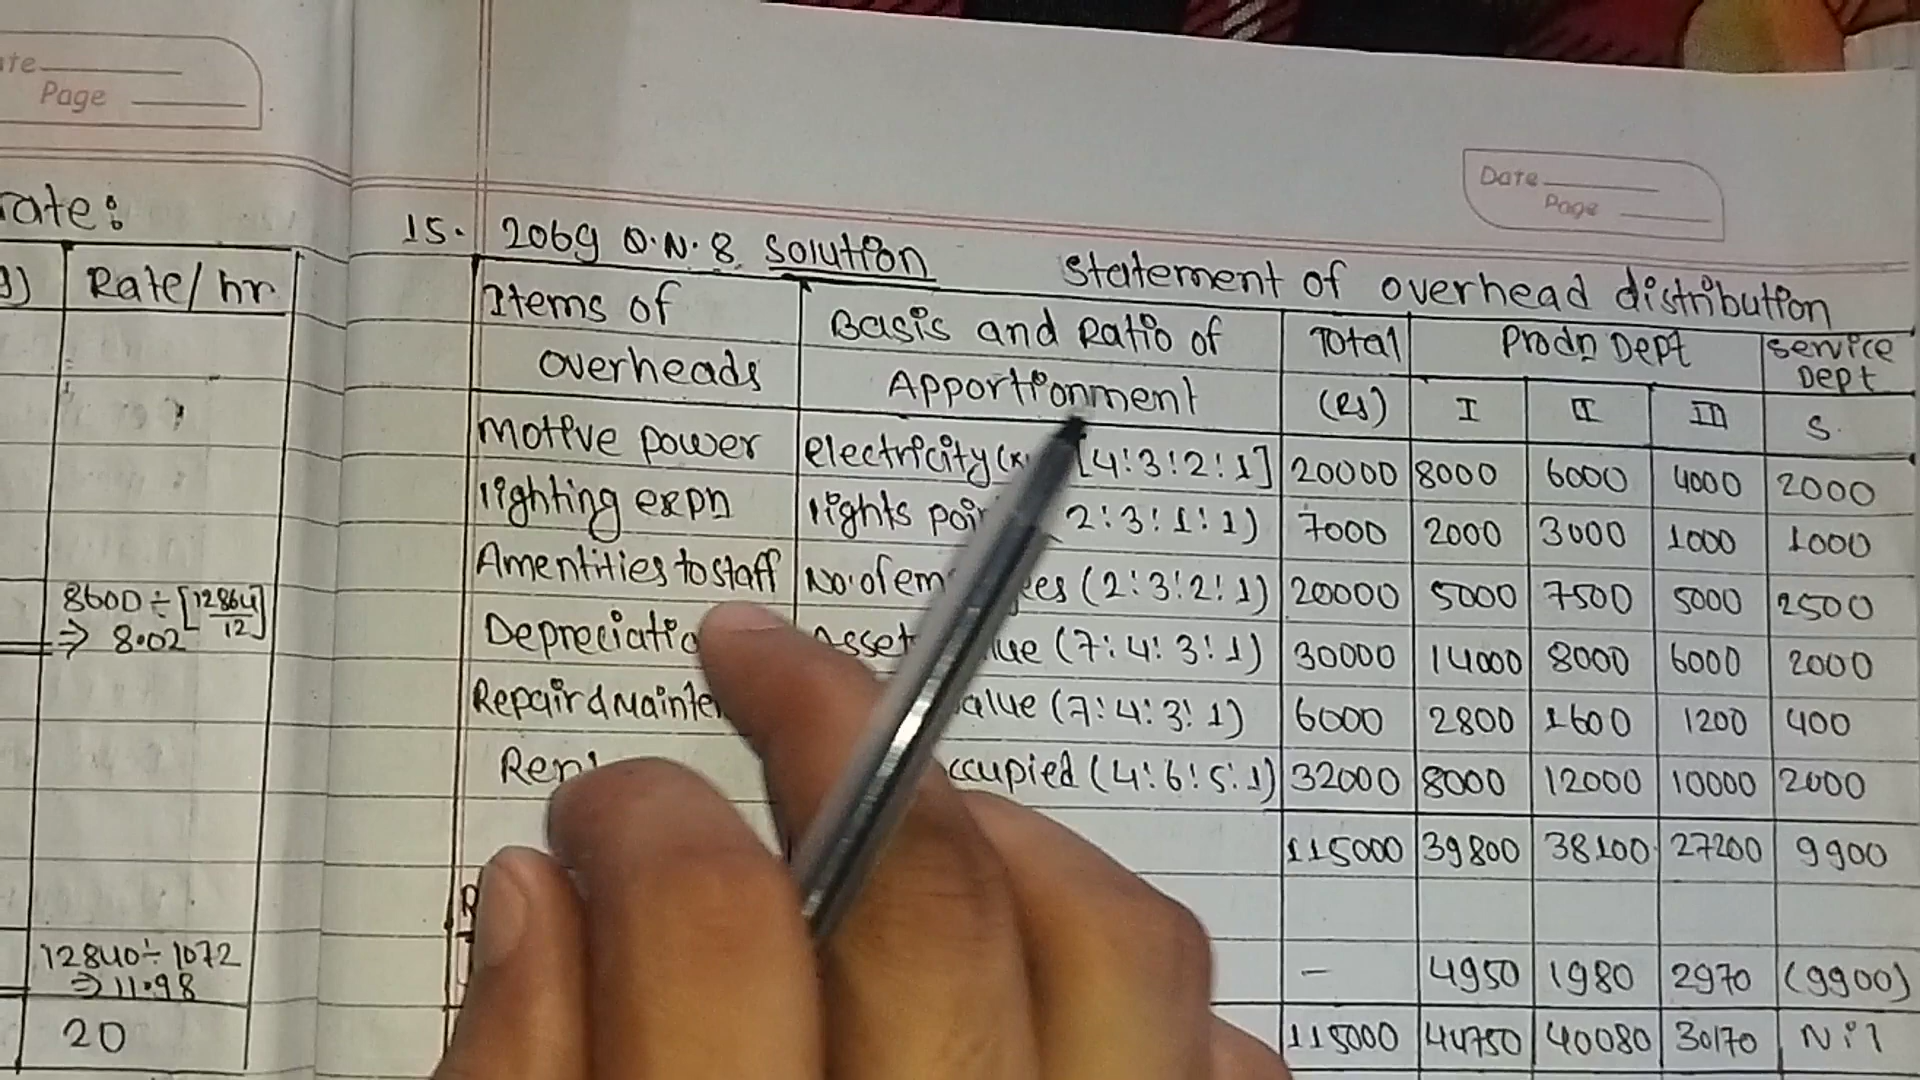 Date
Page
rate:
Rate/hr
8600 ÷ [12864/12]
⇒ 8.02
12840 ÷ 1072
⇒ 11.98
20
Date
Page
15. 2069 Q.N.8 Solution Statement of overhead distribution
Items of overheads Basis and Ratio of Apportionment Total (Rs) Prodn Dept Service Dept
I II III S.
Motive power electricity [4:3:2:1] 20000 8000 6000 4000 2000
lighting expn lights 2:3:1:1) 7000 2000 3000 1000 1000
Amentities to staff No. of (2:3:2:1) 20000 5000 7500 5000 2500
Depreciatio Asset (7:4:3:1) 30000 14000 8000 6000 2000
Repair & Mainte alue (7:4:3:1) 6000 2800 1600 1200 400
Ren ccupied (4:6:5:1) 32000 8000 12000 10000 2000
115000 39800 38100 27200 9900
- 4950 1980 2970 (9900)
115000 44750 40080 30170 Nil